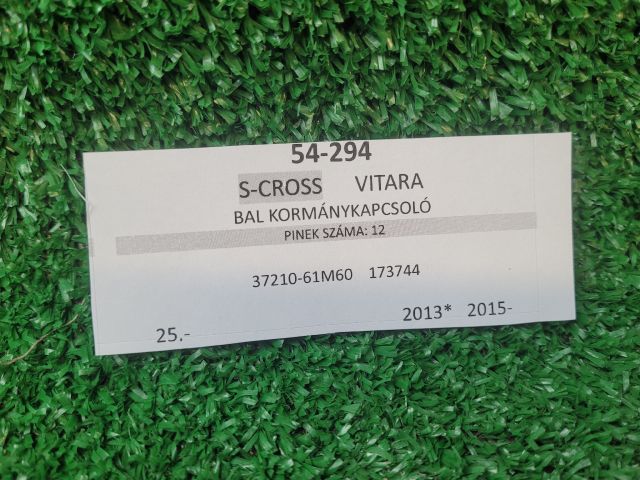 54-294
S-CROSS VITARA
BAL KORMÁNYKAPCSOLÓ
PINEK SZÁMA: 12
37210-61M60 173744
2013* 2015-
25.-